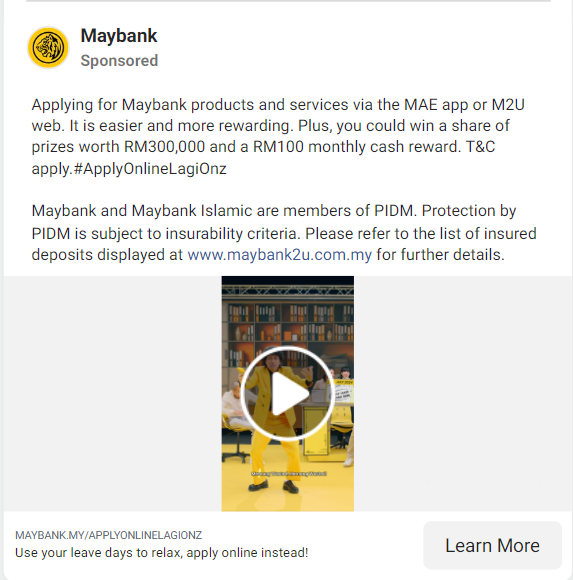 Maybank
Sponsored
Applying for Maybank products and services via the MAE app or M2U
web. It is easier and more rewarding. Plus, you could win a share of
prizes worth RM300,000 and a RM100 monthly cash reward. T&C
apply.#ApplyOnlineLagiOnz
Maybank and Maybank Islamic are members of PIDM. Protection by
PIDM is subject to insurability criteria. Please refer to the list of insured
deposits displayed at www.maybank2u.com.my for further details.
MAYBANK.MY/APPLYONLINELAGIONZ
Use your leave days to relax, apply online instead!
Learn More